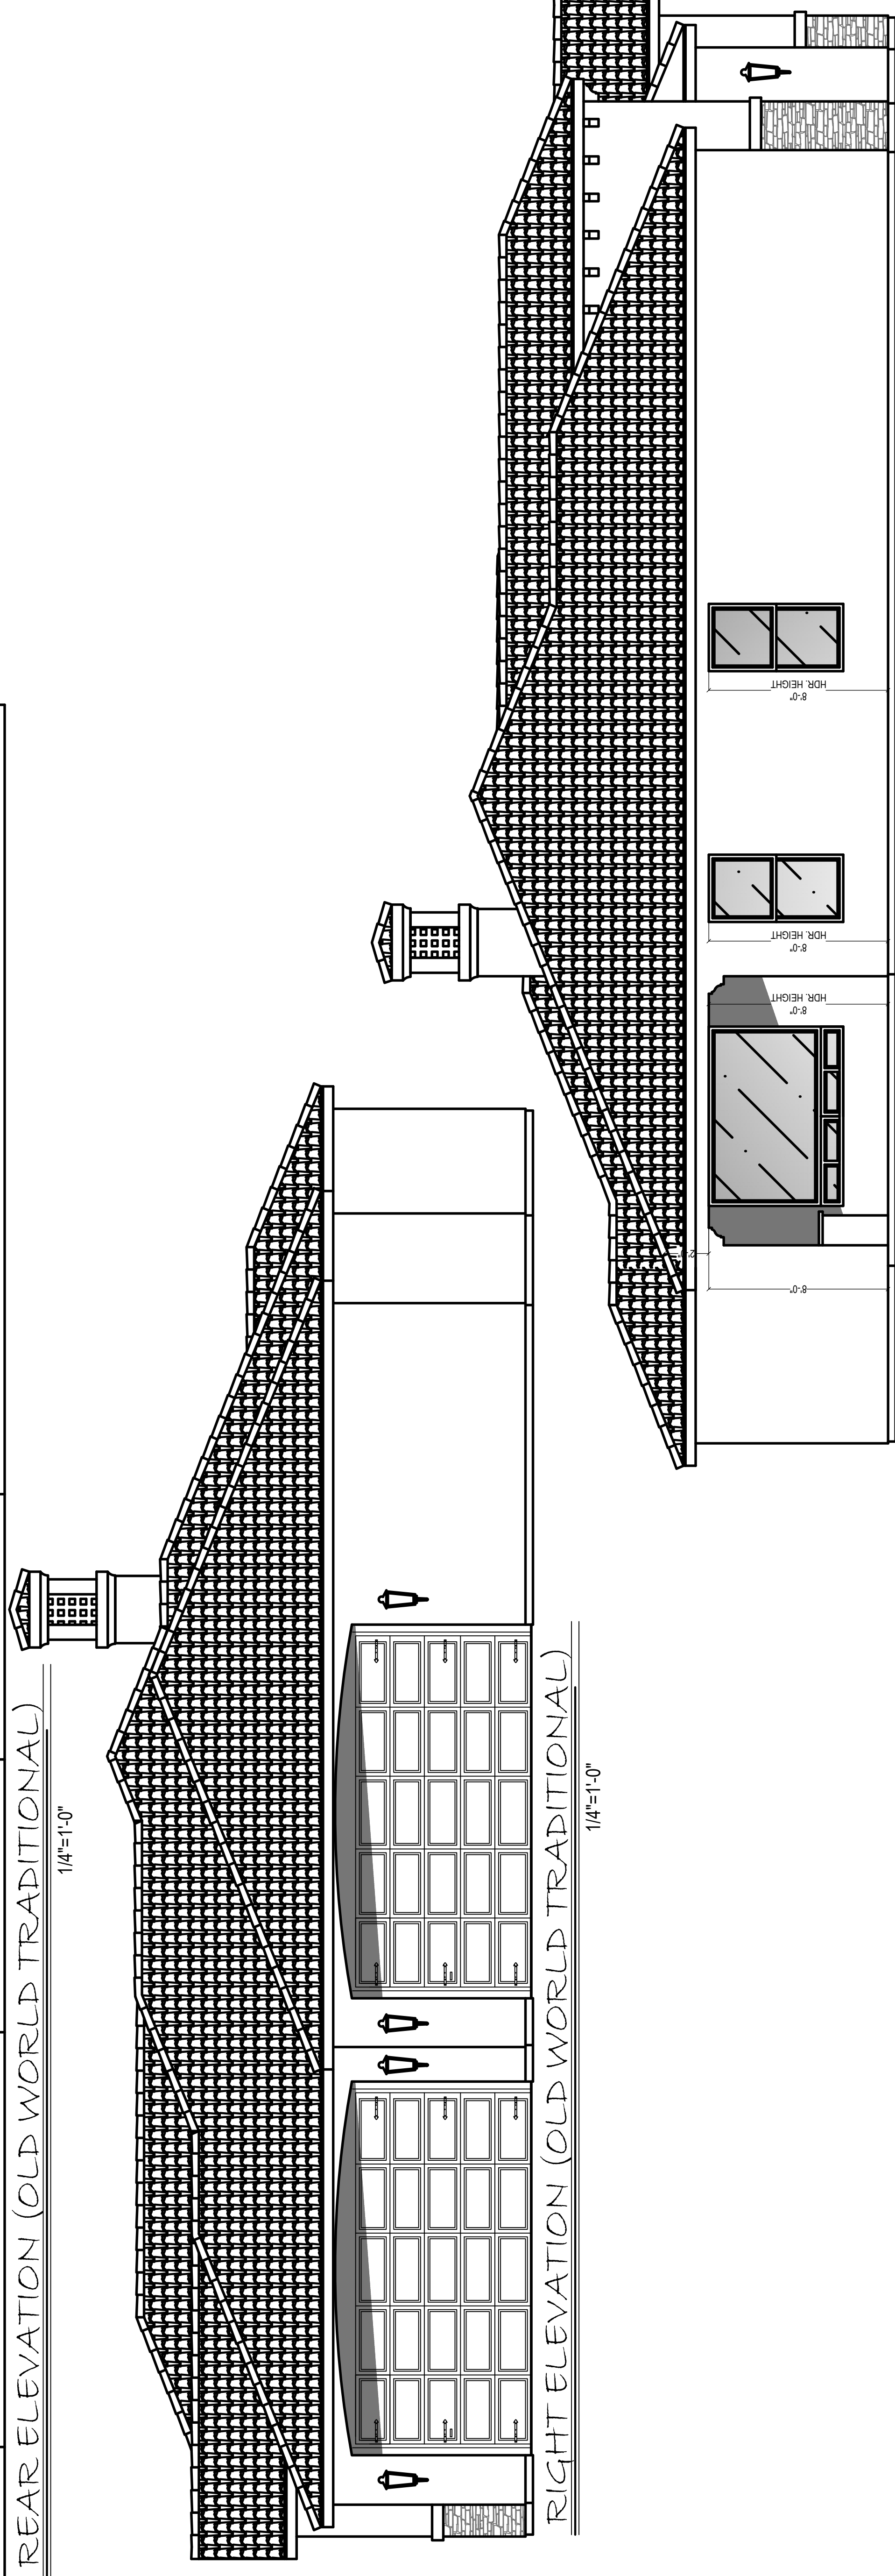 REAR ELEVATION (OLD WORLD TRADITIONAL)
1/4"=1'-0"
RIGHT ELEVATION (OLD WORLD TRADITIONAL)
1/4"=1'-0"
8'-0"
HDR. HEIGHT
8'-0"
HDR. HEIGHT
8'-0"
HDR. HEIGHT
8'-0"